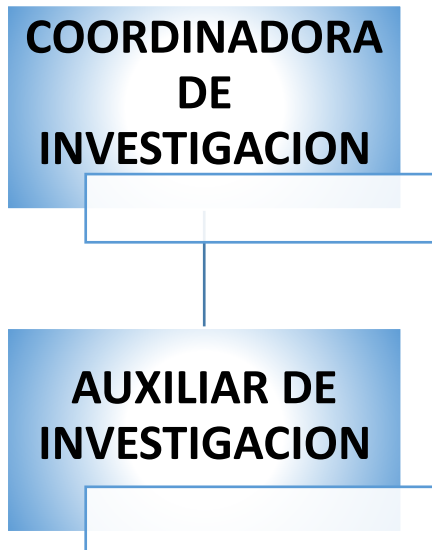 COORDINADORA
DE
INVESTIGACION
AUXILIAR DE
INVESTIGACION